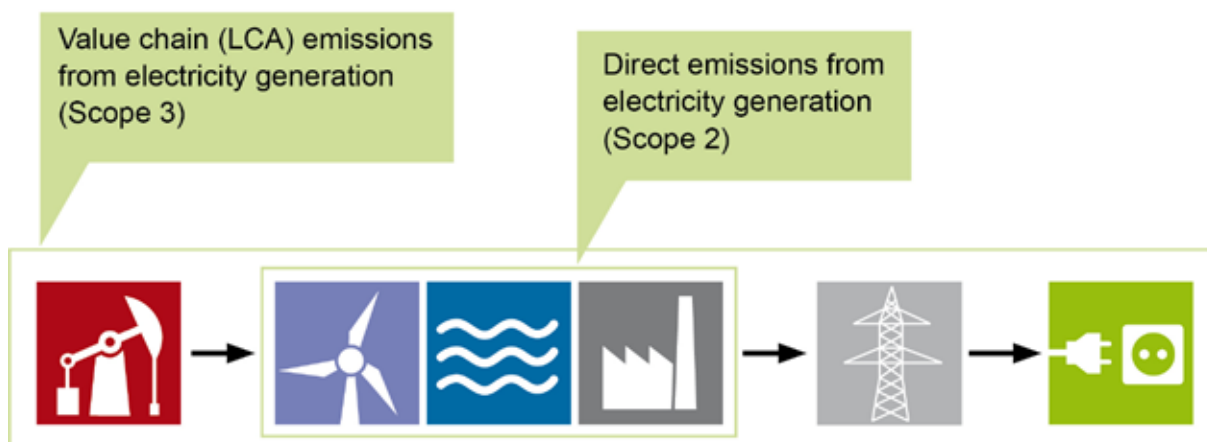 Value chain (LCA) emissions
from electricity generation
(Scope 3)
Direct emissions from
electricity generation
(Scope 2)